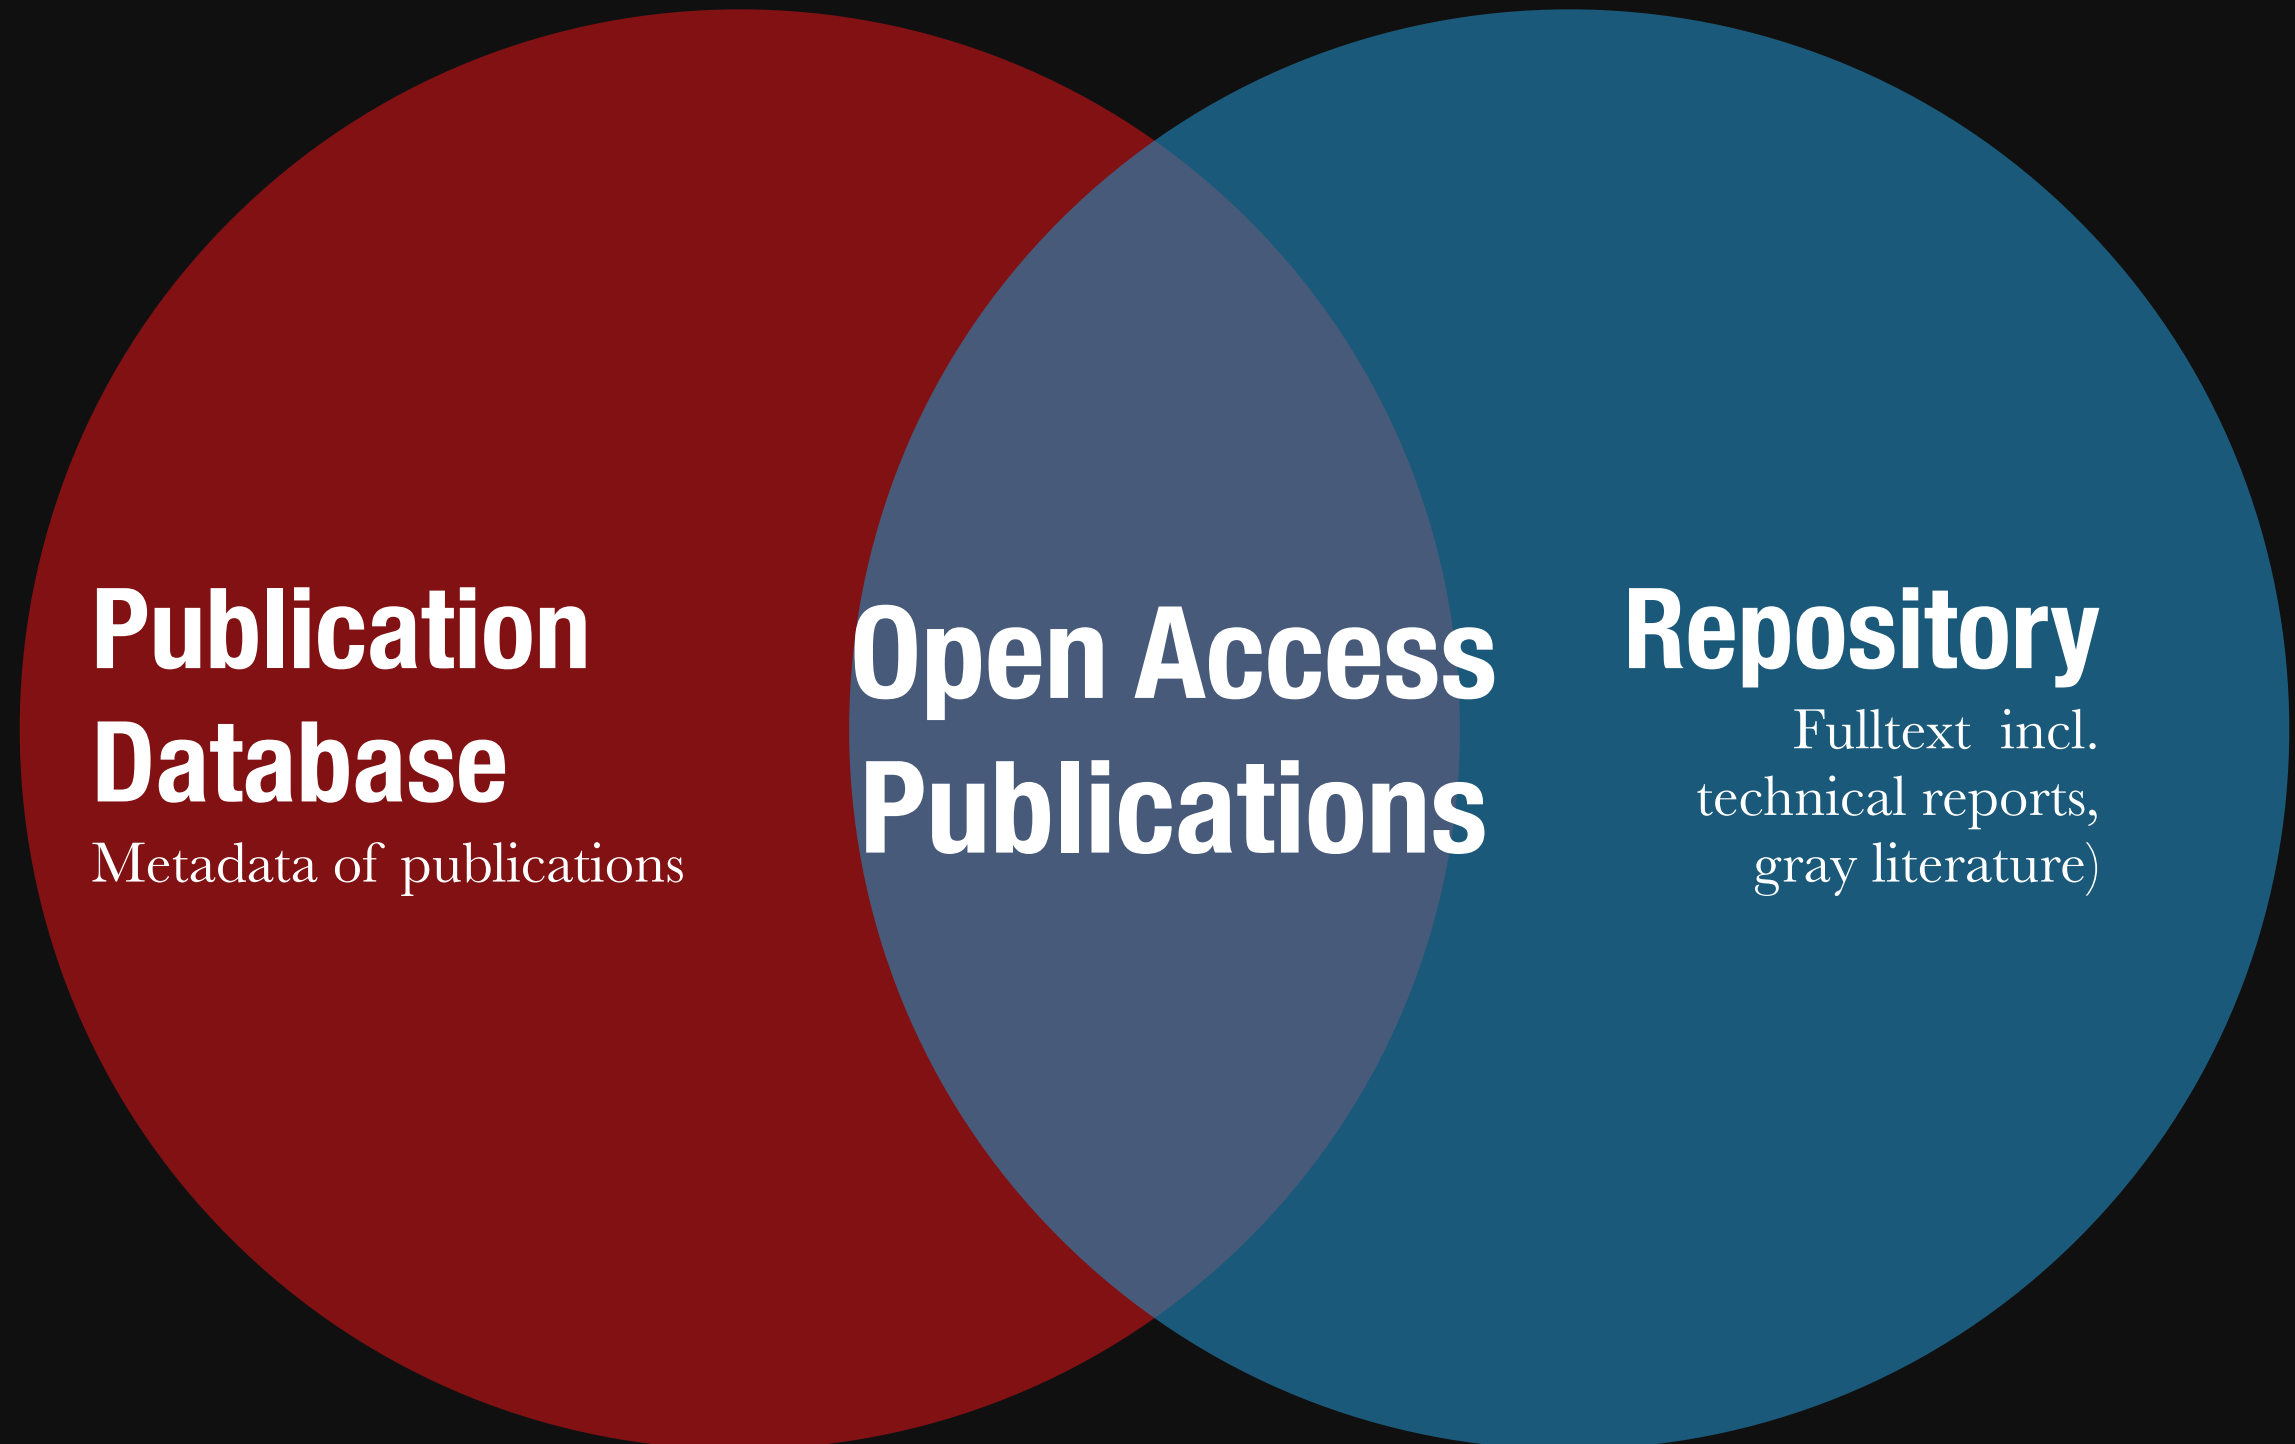 Publication
Database
Metadata of publications
Open Access
Publications
Repository
Fulltext incl.
technical reports,
gray literature)